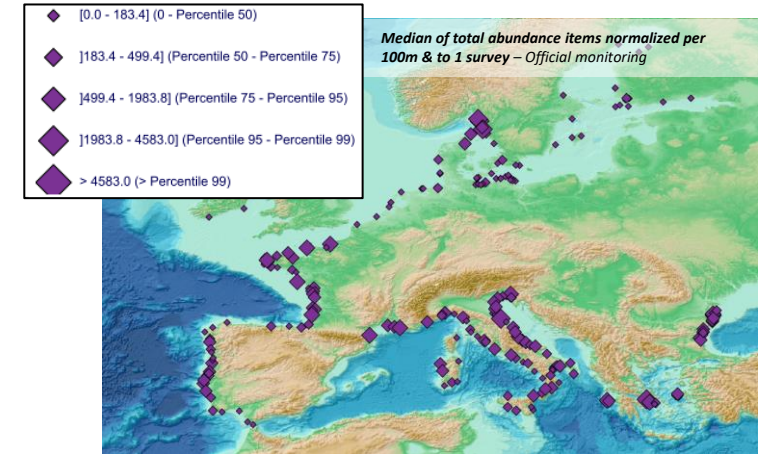 [0.0 - 183.4] (0 - Percentile 50)
]183.4 - 499.4] (Percentile 50 - Percentile 75)
]499.4 - 1983.8] (Percentile 75 - Percentile 95)
]1983.8 - 4583.0] (Percentile 95 - Percentile 99)
> 4583.0 (> Percentile 99)
Median of total abundance items normalized per
100m & to 1 survey – Official monitoring